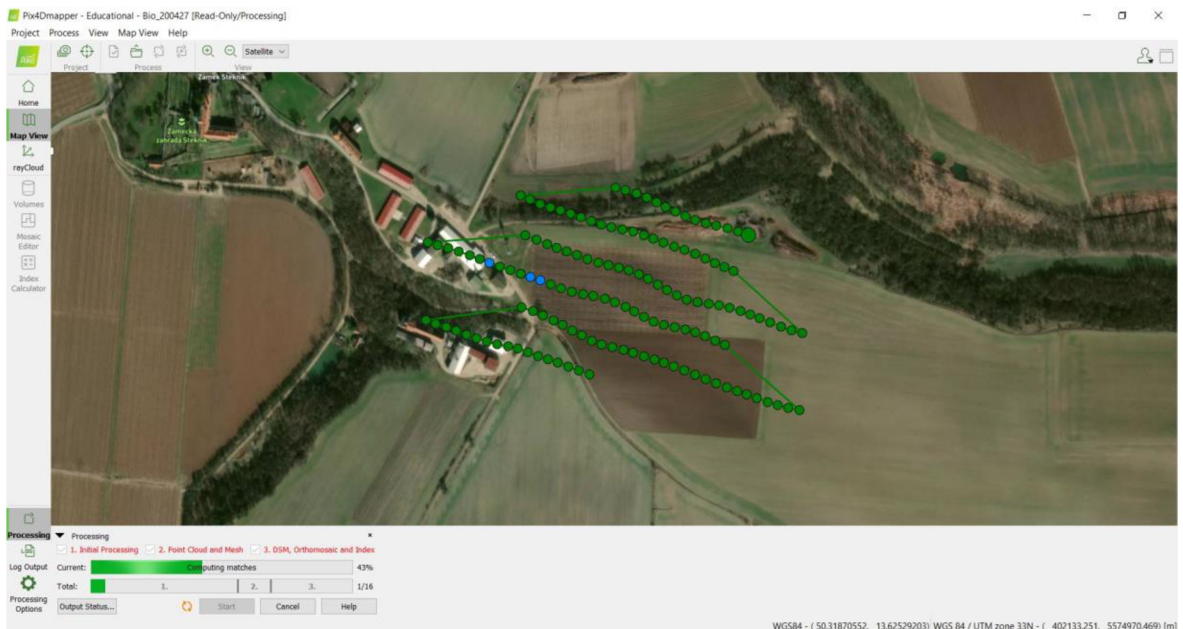 Pix4Dmapper - Educational - Bio_200427 [Read-Only/Processing]
Project Process View Map View Help
Satellite
Project Process View
Home
Map View
rayCloud
Volumes
Mosaic
Editor
Index
Calculator
Zámek Stekník
Zámecká
zahrada Stekník
Processing
Log Output
Processing
Options
Processing
1. Initial Processing 2. Point Cloud and Mesh 3. DSM, Orthomosaic and Index
Current: Computing matches 43%
Total: 1. 2. 3. 1/16
Output Status... Start Cancel Help
WGS84 - ( 50.31870552, 13.62529203) WGS 84 / UTM zone 33N - ( 402133.251, 5574970.469) [m]